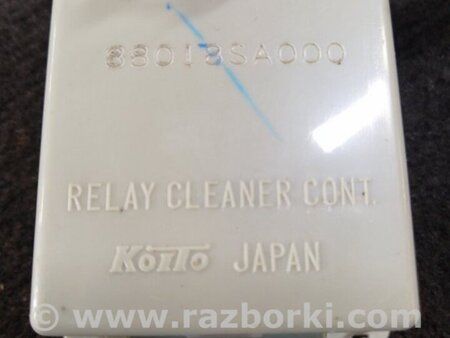 88018SA000
RELAY CLEANER CONT.
KOITO JAPAN
© www.razborki.com